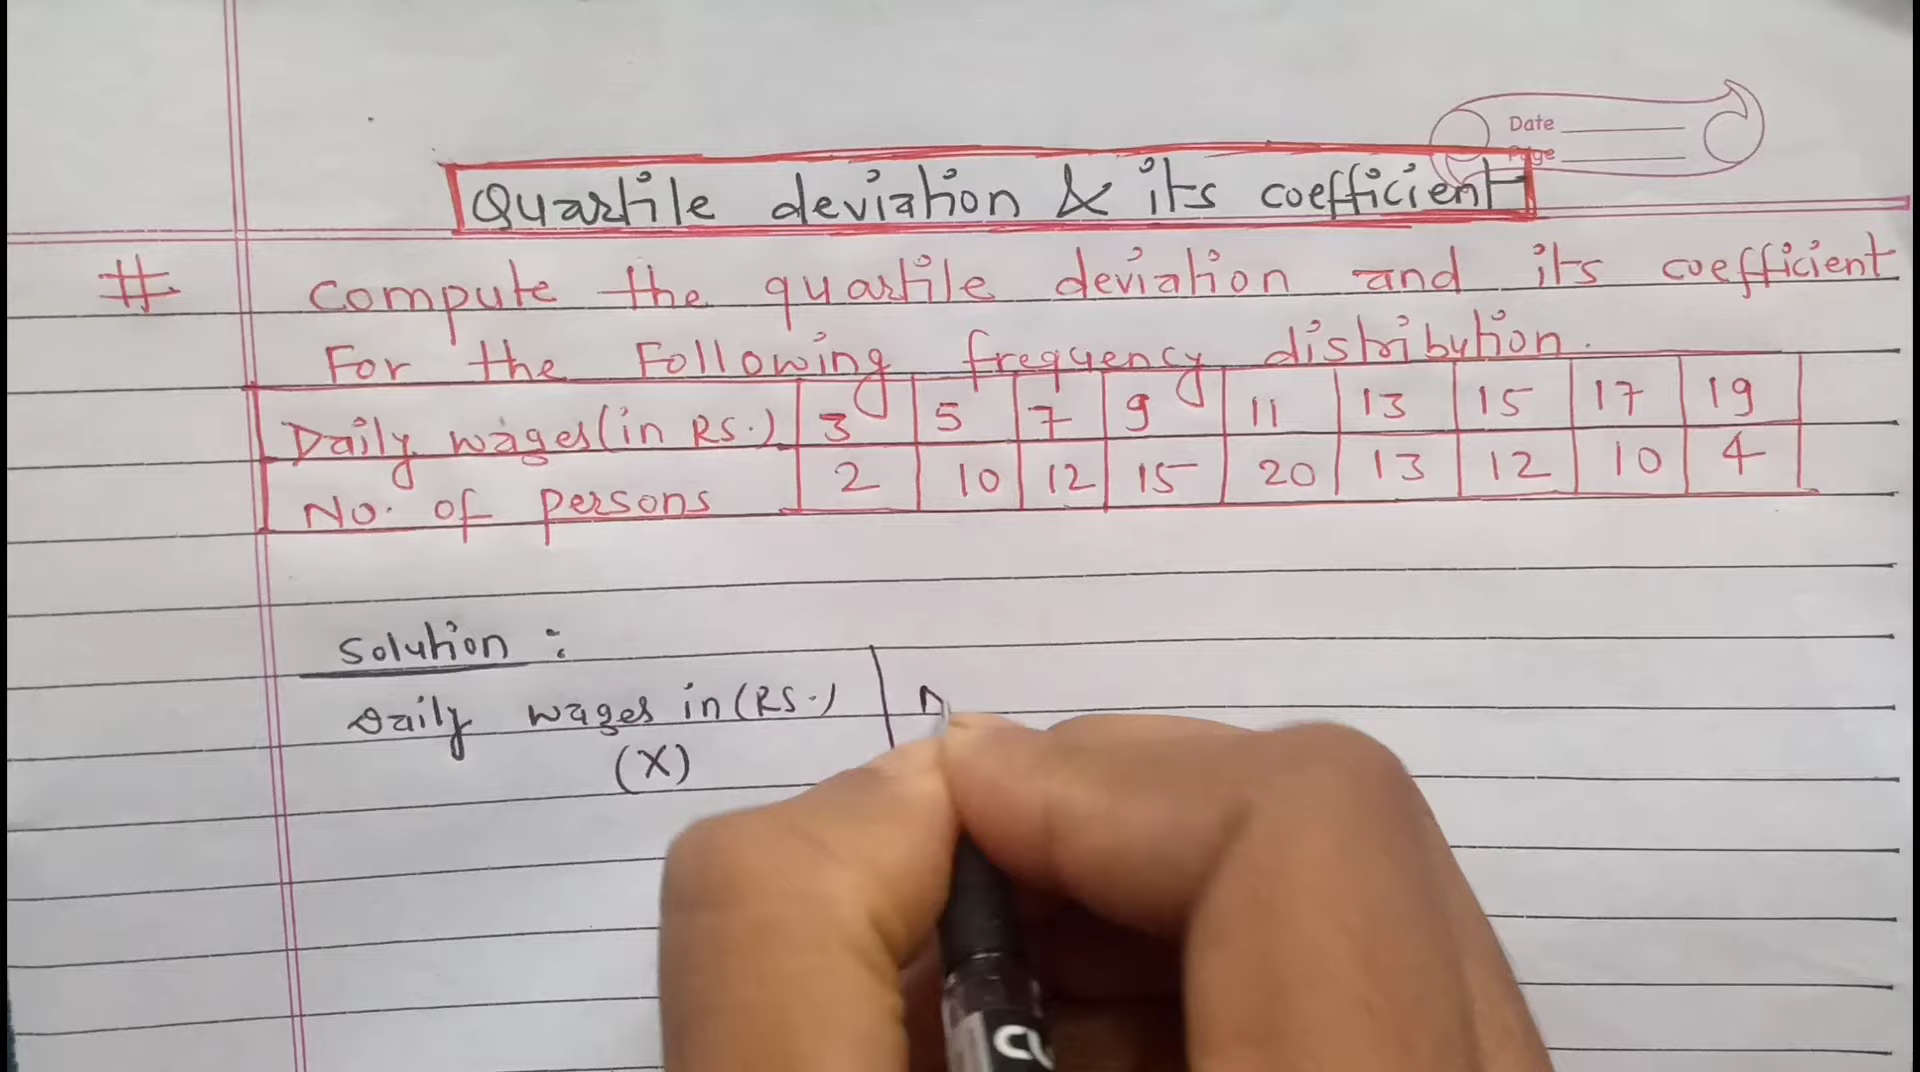 Date
Page
Quartile deviation & its coefficient
# compute the quartile deviation and its coefficient
For the Following frequency distribution.
Daily wages (in RS.) 3 5 7 9 11 13 15 17 19
No. of persons 2 10 12 15 20 13 12 10 4
Solution :
Daily wages in (RS.)
(X)